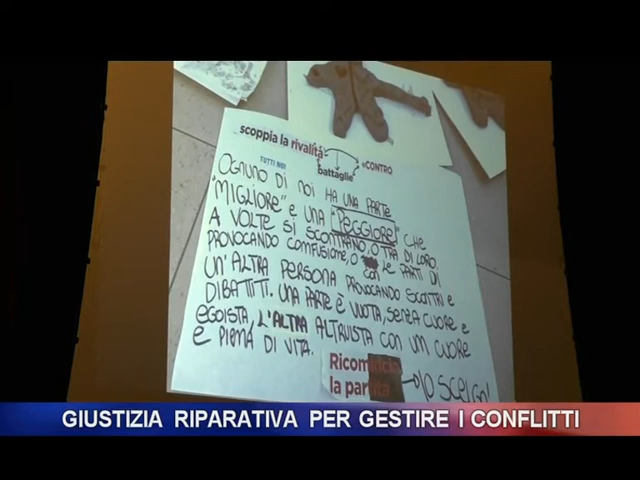 scoppia la rivalità
TUTTI NOI
CONTRO
battaglie
OGNUNO DI NOI HA UNA PARTE
"MIGLIORE" e UNA "PEGGIORE" CHE
A VOLTE SI SCONTRANO, O TRA DI LORO,
PROVOCANDO CONFUSIONE, O CON LE PARTI DI
UN'ALTRA PERSONA PROVOCANDO SCONTRI E
DIBATTITI. UNA PARTE È VUOTA, SENZA CUORE E
EGOISTA, L'ALTRA ALTRUISTA CON UN CUORE
E PIENA DI VITA.
Ricomincia
la partita
IO SCELGO!
GIUSTIZIA RIPARATIVA PER GESTIRE I CONFLITTI